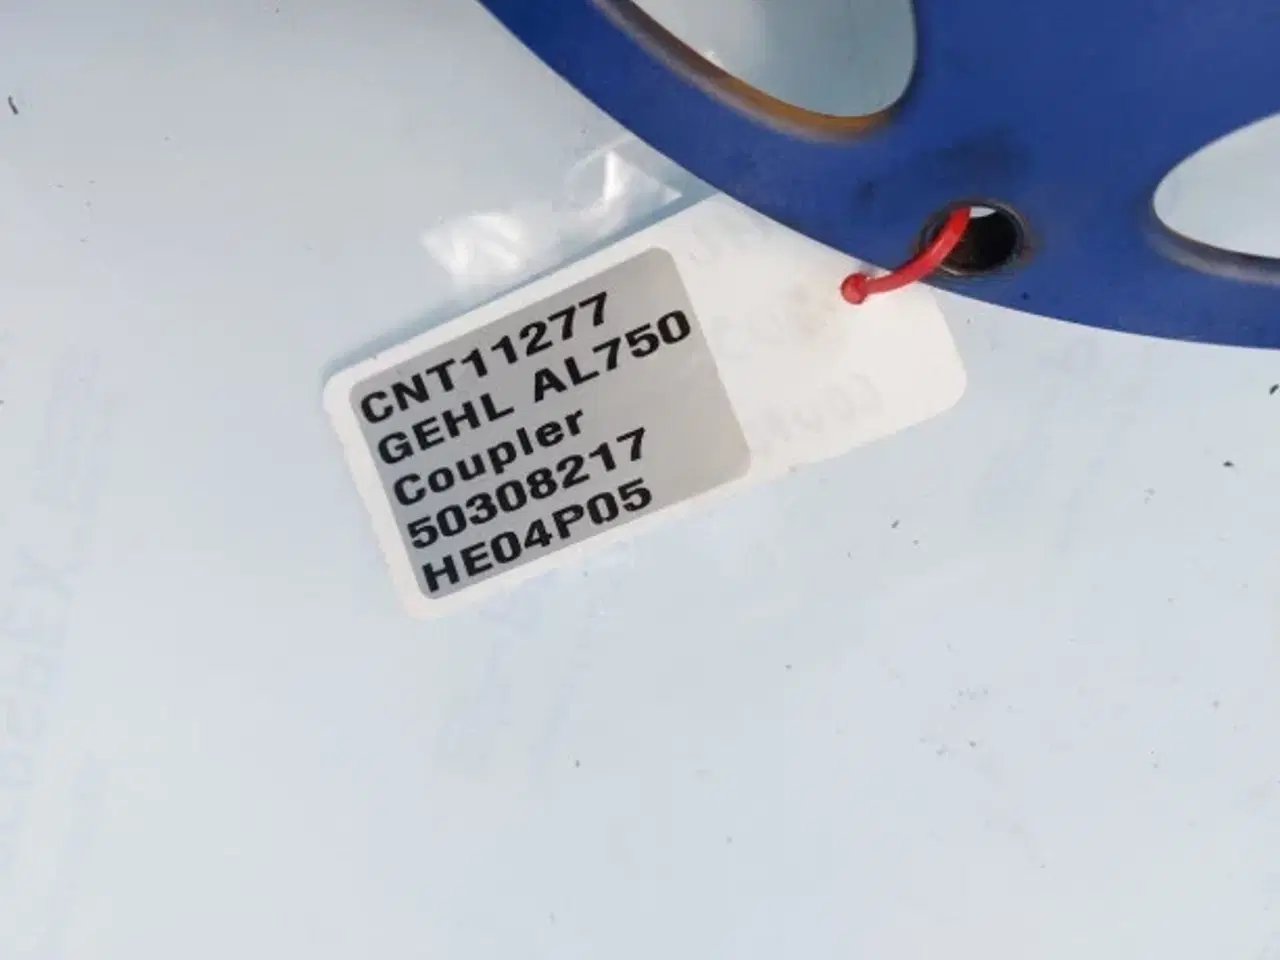 CNT11277
GEHL AL750
Coupler
50308217
HE04P05